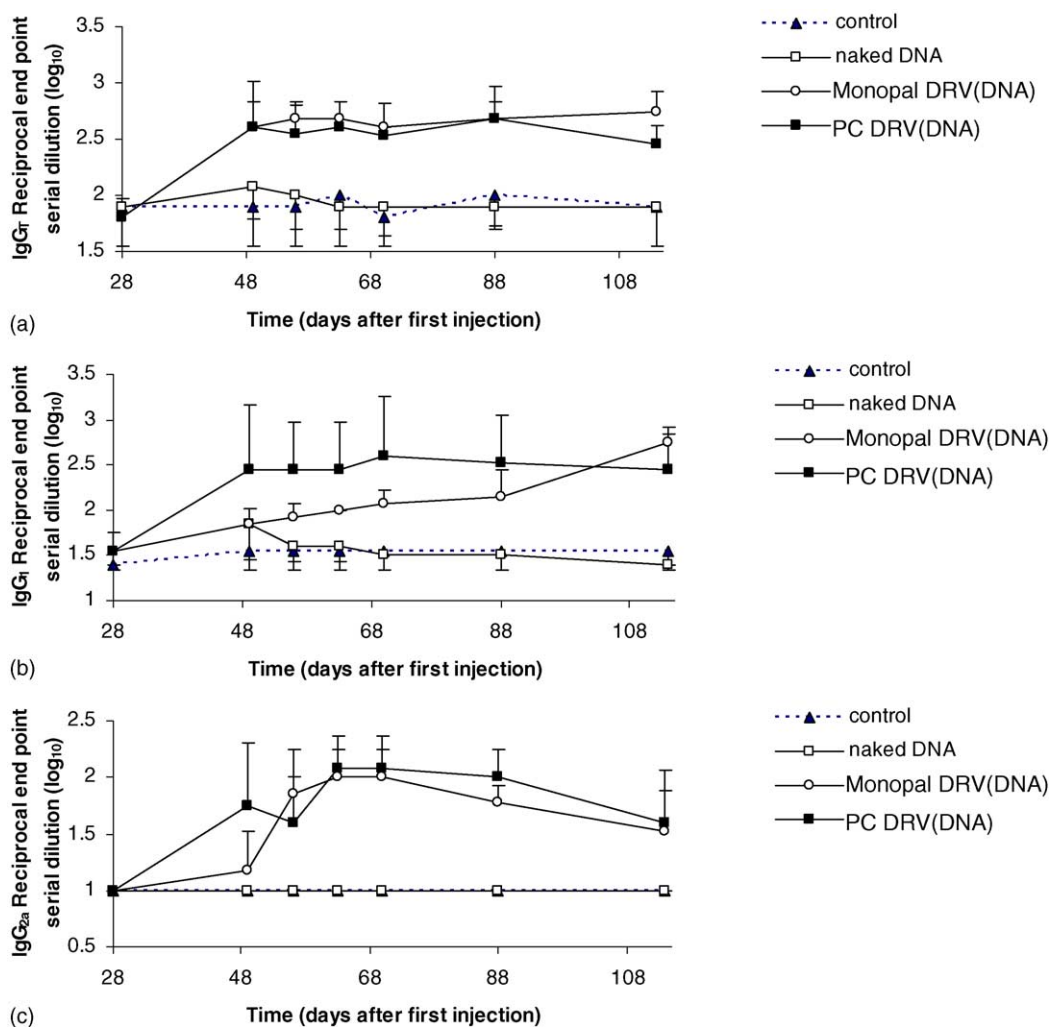 IgG_T Reciprocal end point
serial dilution (log₁₀)
3.5
3
2.5
2
1.5
28 48 68 88 108
Time (days after first injection)
(a)
control
naked DNA
Monopal DRV(DNA)
PC DRV(DNA)
IgG₁ Reciprocal end point
serial dilution (log₁₀)
3.5
3
2.5
2
1.5
1
28 48 68 88 108
Time (days after first injection)
(b)
control
naked DNA
Monopal DRV(DNA)
PC DRV(DNA)
IgG₂ₐ Reciprocal end point
serial dilution (log₁₀)
2.5
2
1.5
1
0.5
28 48 68 88 108
Time (days after first injection)
(c)
control
naked DNA
Monopal DRV(DNA)
PC DRV(DNA)